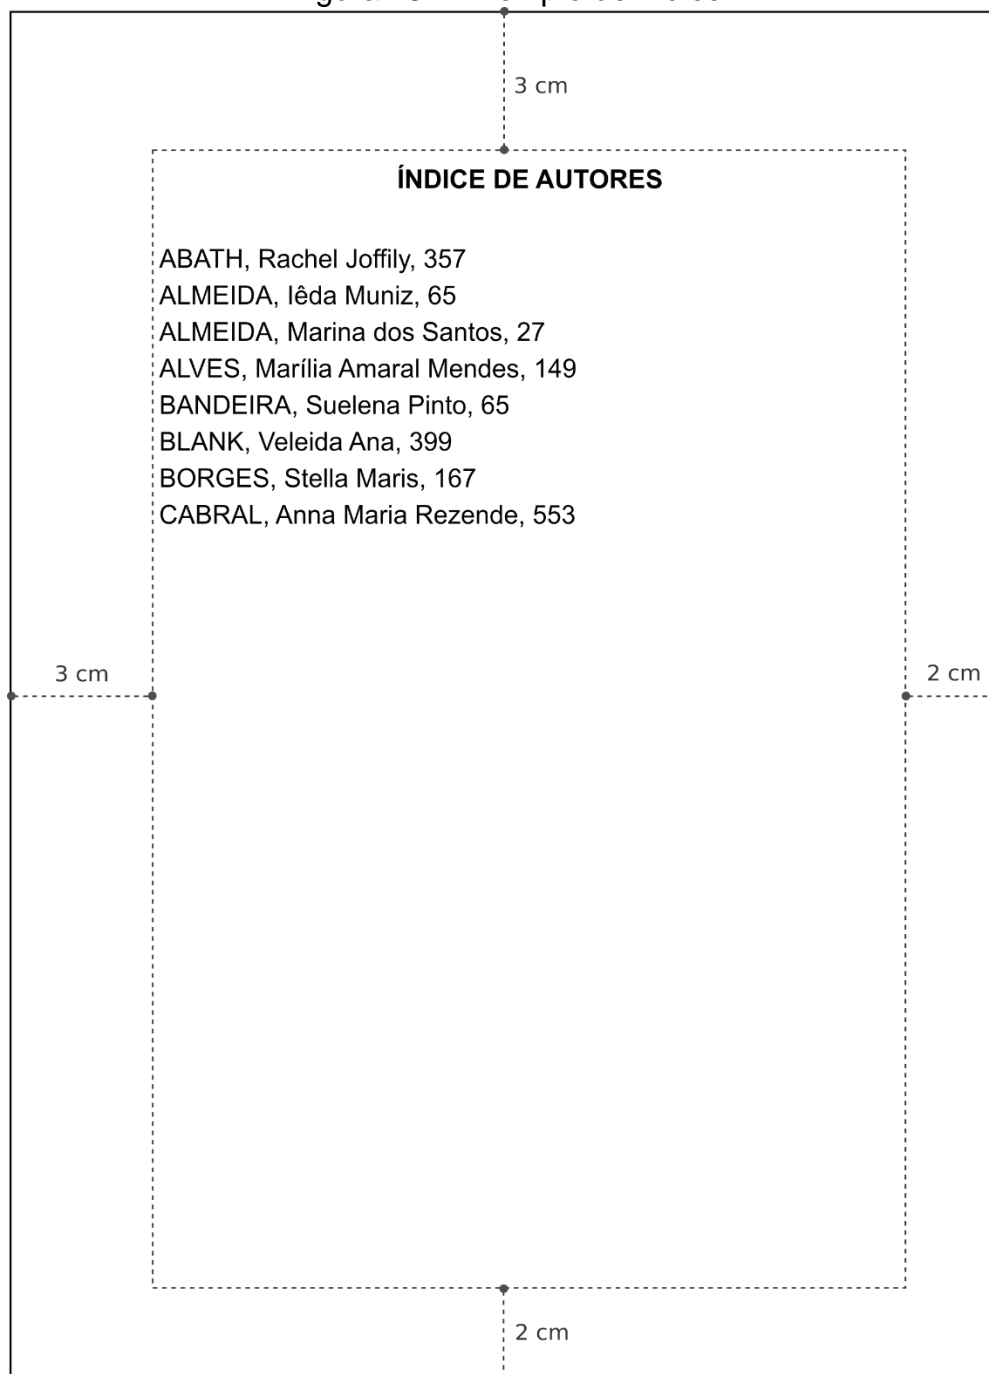 3 cm
ÍNDICE DE AUTORES
ABATH, Rachel Joffily, 357
ALMEIDA, Iêda Muniz, 65
ALMEIDA, Marina dos Santos, 27
ALVES, Marília Amaral Mendes, 149
BANDEIRA, Suelena Pinto, 65
BLANK, Veleida Ana, 399
BORGES, Stella Maris, 167
CABRAL, Anna Maria Rezende, 553
3 cm
2 cm
2 cm